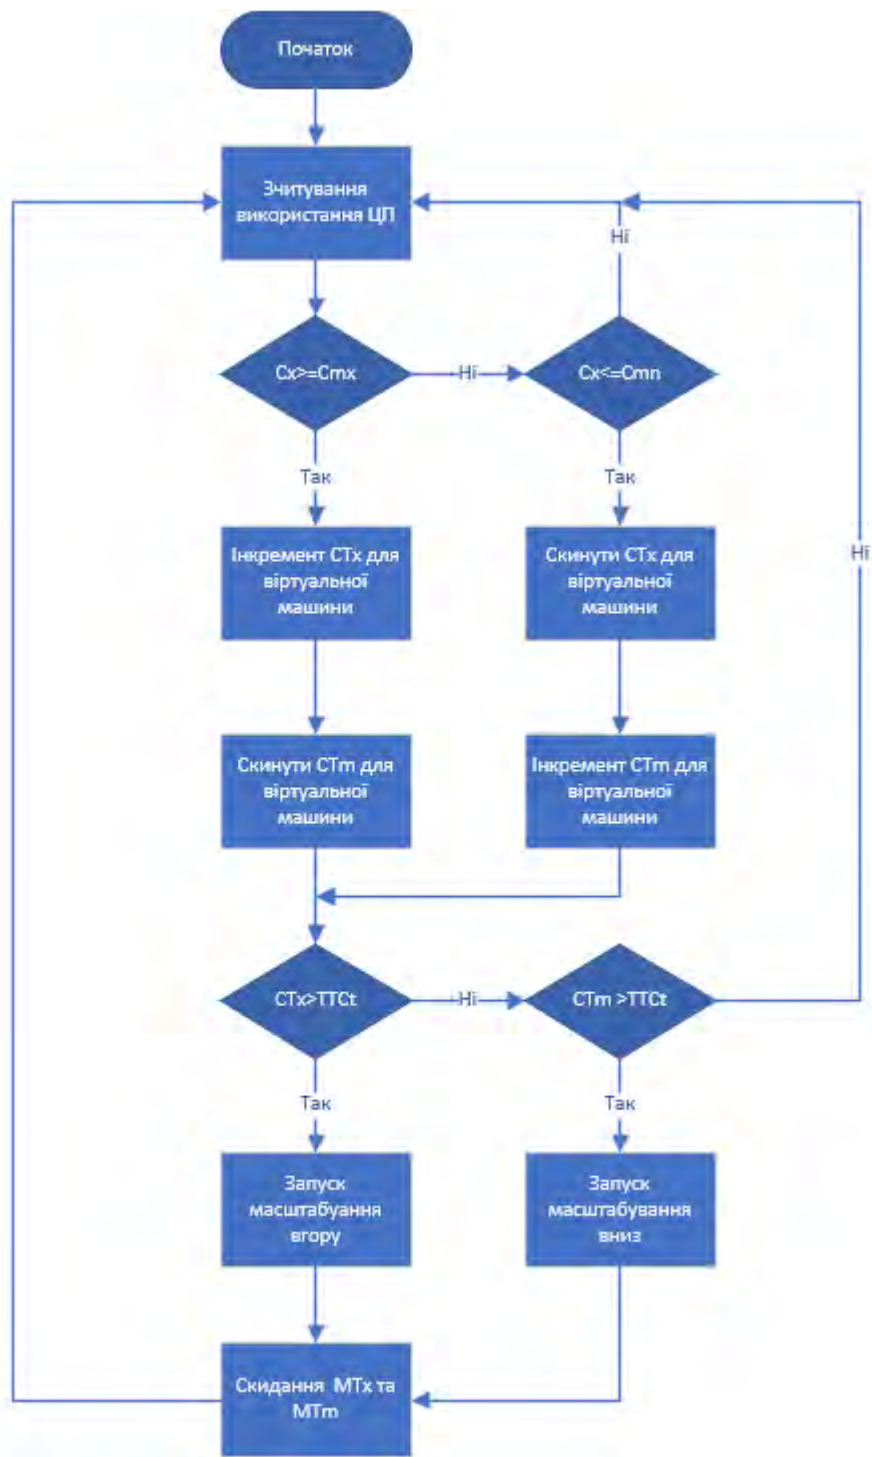 Початок
Зчитування
використання ЦП
Ні
Cx>=Cmx
Ні
Cx<=Cmn
Так
Так
Інкремент CTx для
віртуальної
машини
Скинути CTx для
віртуальної
машини
Ні
Скинути CTm для
віртуальної
машини
Інкремент CTm для
віртуальної
машини
CTx>TTCt
Ні
CTm >TTCt
Так
Так
Запуск
масштабуання
вгору
Запуск
масштабування
вниз
Скидання MTx та
MTm